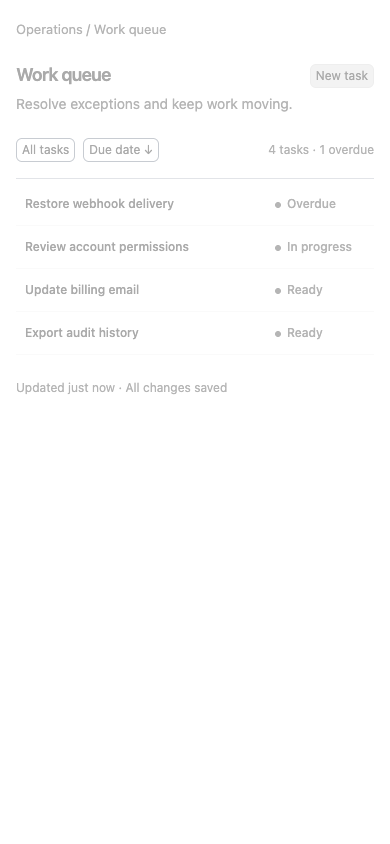 Operations / Work queue
Work queue
New task
Resolve exceptions and keep work moving.
All tasks
Due date ↓
4 tasks · 1 overdue
Restore webhook delivery
Overdue
Review account permissions
In progress
Update billing email
Ready
Export audit history
Ready
Updated just now · All changes saved